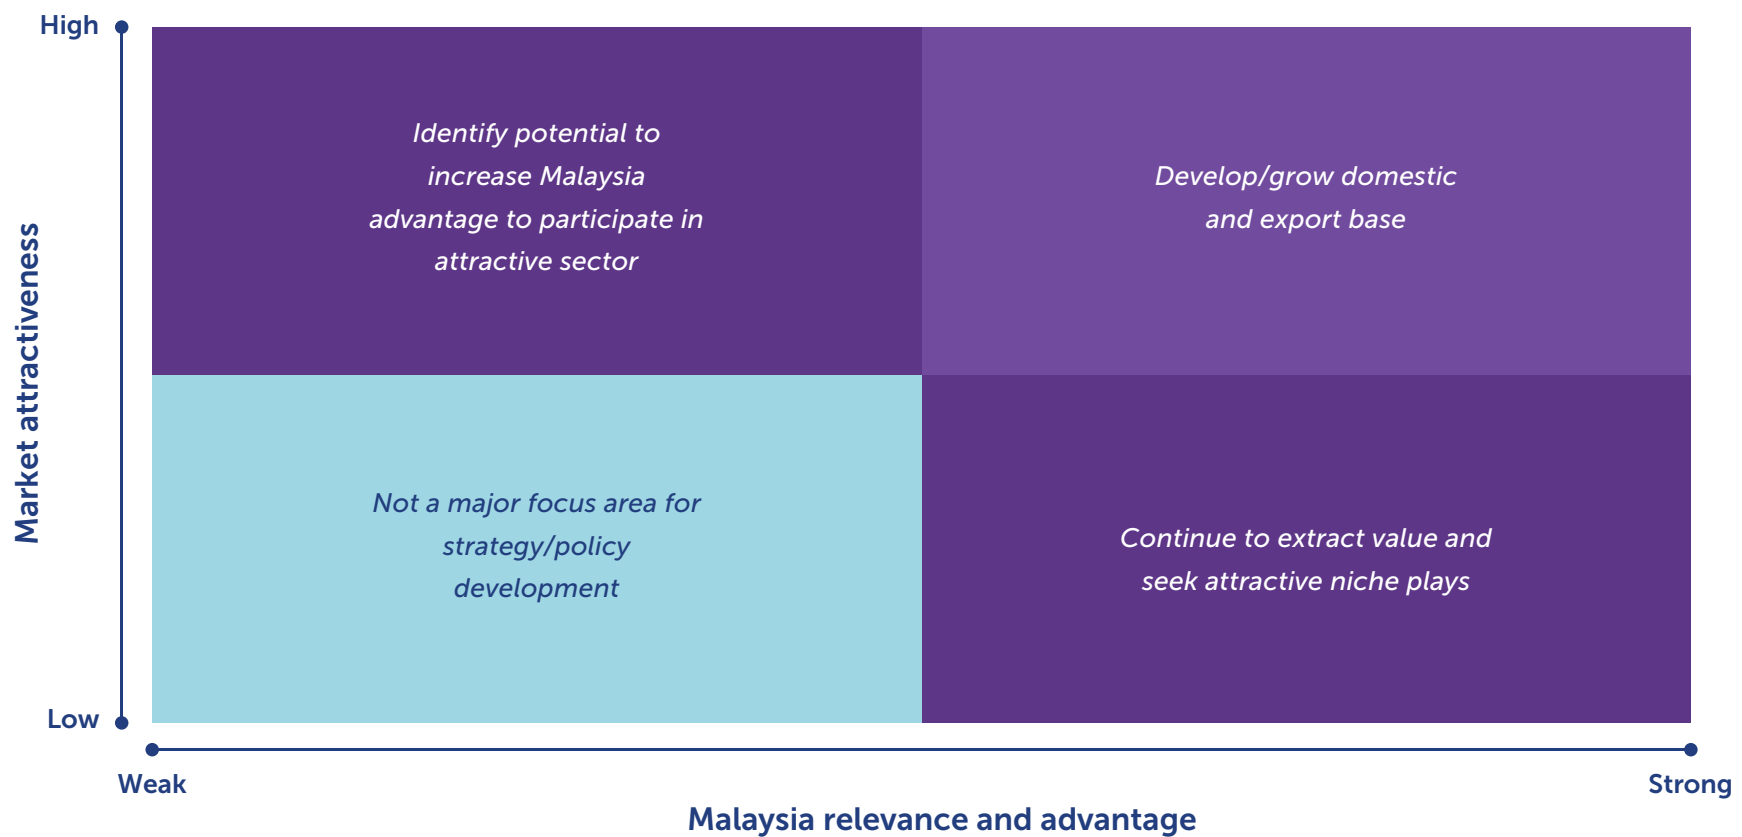 High
Identify potential to
increase Malaysia
advantage to participate in
attractive sector
Develop/grow domestic
and export base
Market attractiveness
Not a major focus area for
strategy/policy
development
Continue to extract value and
seek attractive niche plays
Low
Weak
Strong
Malaysia relevance and advantage